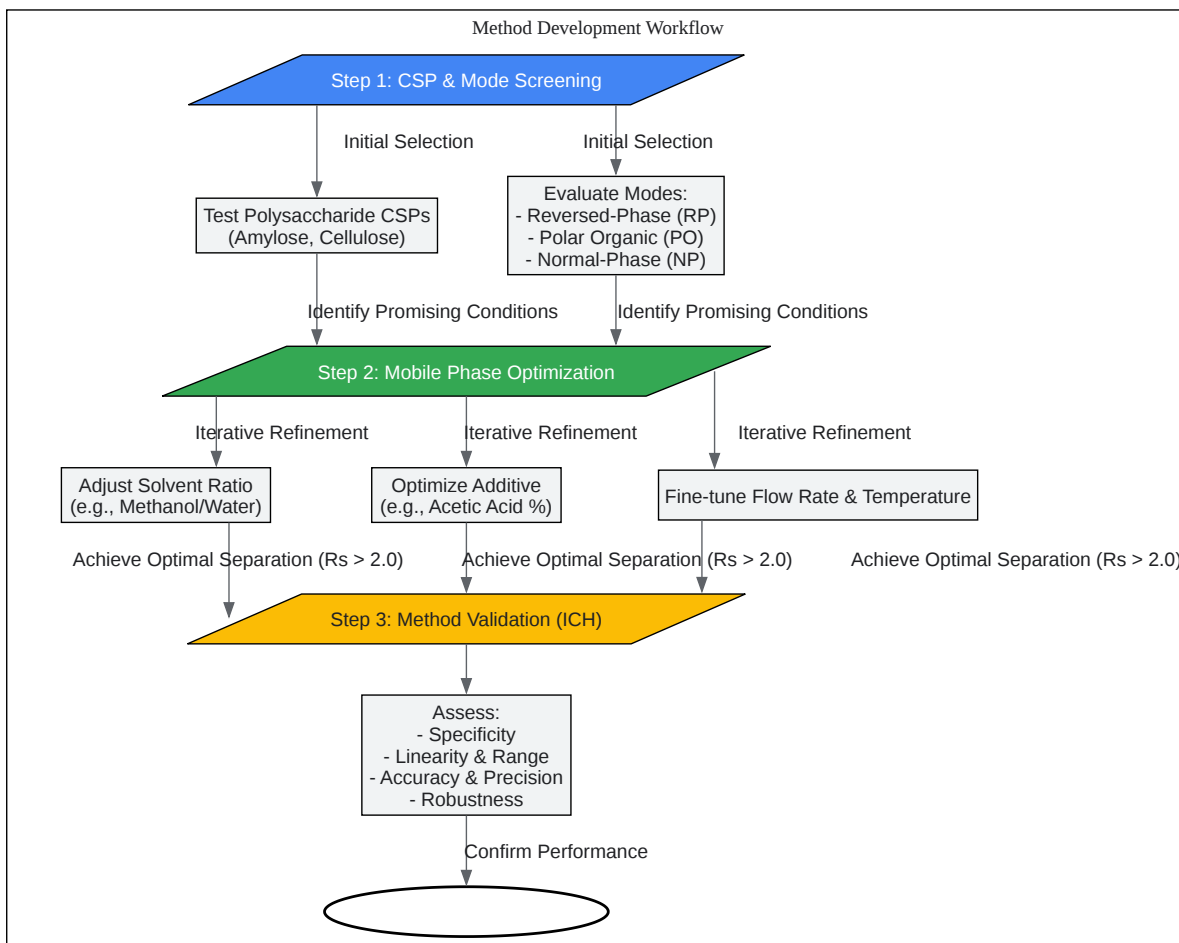 Method Development Workflow
Step 1: CSP & Mode Screening
Initial Selection
Initial Selection
Test Polysaccharide CSPs
(Amylose, Cellulose)
Evaluate Modes:
- Reversed-Phase (RP)
- Polar Organic (PO)
- Normal-Phase (NP)
Identify Promising Conditions
Identify Promising Conditions
Step 2: Mobile Phase Optimization
Iterative Refinement
Iterative Refinement
Iterative Refinement
Adjust Solvent Ratio
(e.g., Methanol/Water)
Optimize Additive
(e.g., Acetic Acid %)
Fine-tune Flow Rate & Temperature
Achieve Optimal Separation (Rs > 2.0)
Achieve Optimal Separation (Rs > 2.0)
Achieve Optimal Separation (Rs > 2.0)
Step 3: Method Validation (ICH)
Assess:
- Specificity
- Linearity & Range
- Accuracy & Precision
- Robustness
Confirm Performance